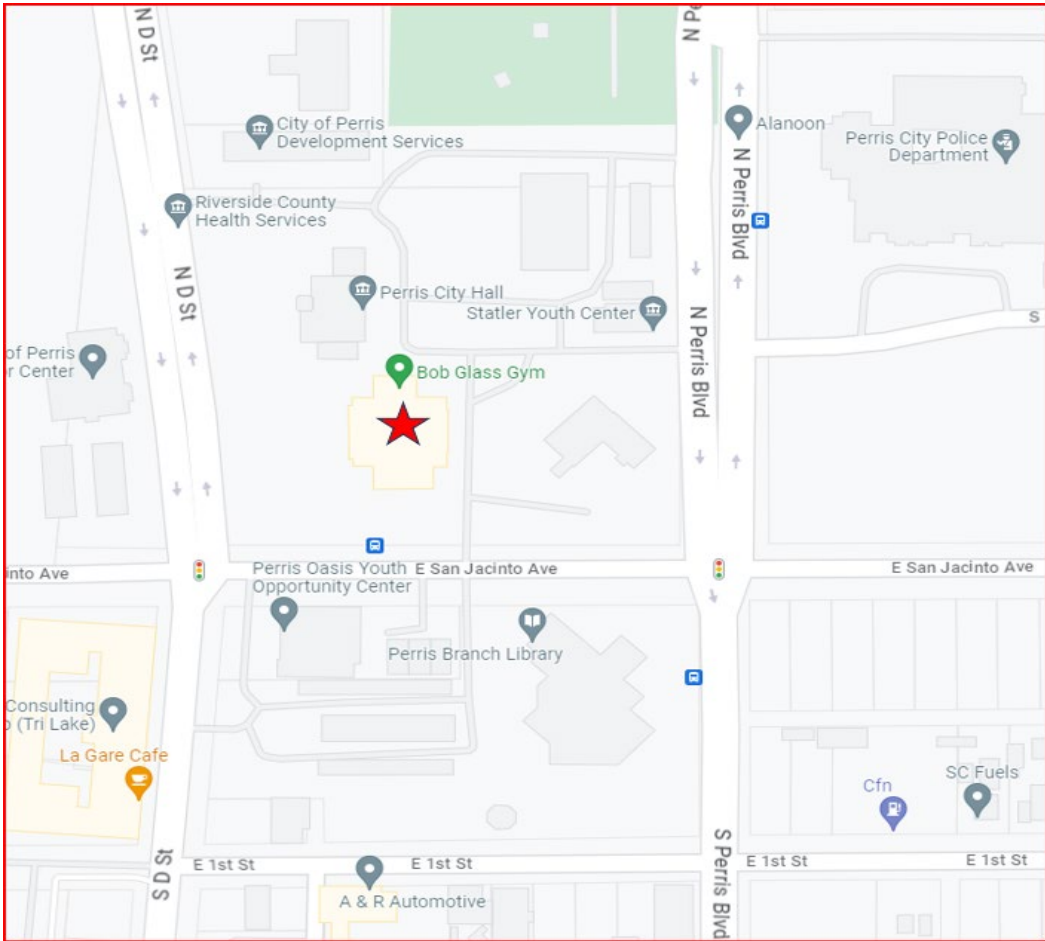 N D St
N Pe
City of Perris
Development Services
Alanoon
Perris City Police
Department
N Perris Blvd
Riverside County
Health Services
N D St
Perris City Hall
Statler Youth Center
N Perris Blvd
S
of Perris
r Center
Bob Glass Gym
into Ave
E San Jacinto Ave
E San Jacinto Ave
Perris Oasis Youth
Opportunity Center
Perris Branch Library
Consulting
(Tri Lake)
La Gare Cafe
SC Fuels
Cfn
S D St
E 1st St
E 1st St
S Perris Blvd
E 1st St
E 1st St
A & R Automotive